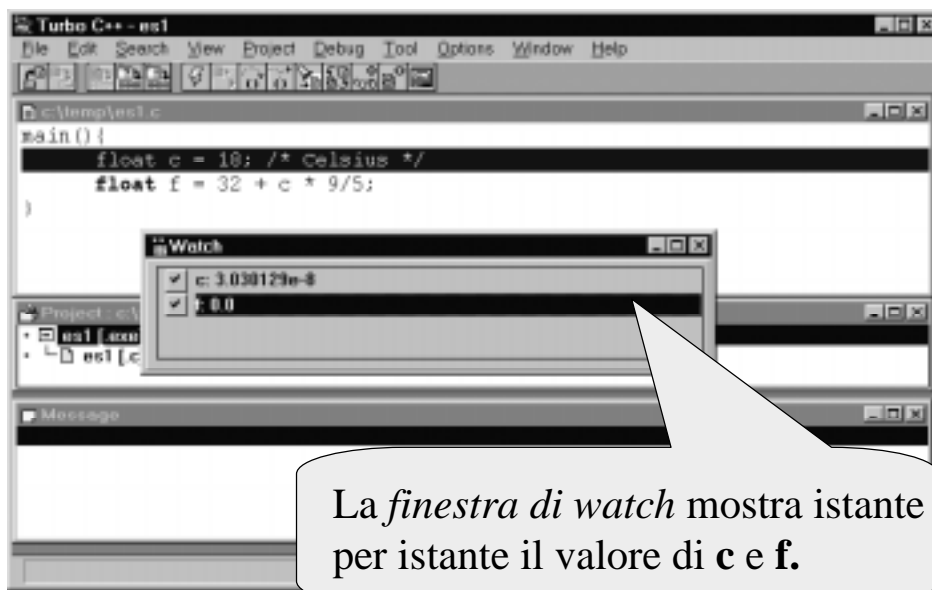 Turbo C++ - es1
File Edit Search View Project Debug Tool Options Window Help
c:\temp\es1.c
main(){
float c = 18; /* Celsius */
float f = 32 + c * 9/5;
}
Watch
c: 3.030129e-8
f: 0.0
Project : c:\
es1 [.exe
es1 [.c
Message
La finestra di watch mostra istante
per istante il valore di c e f.